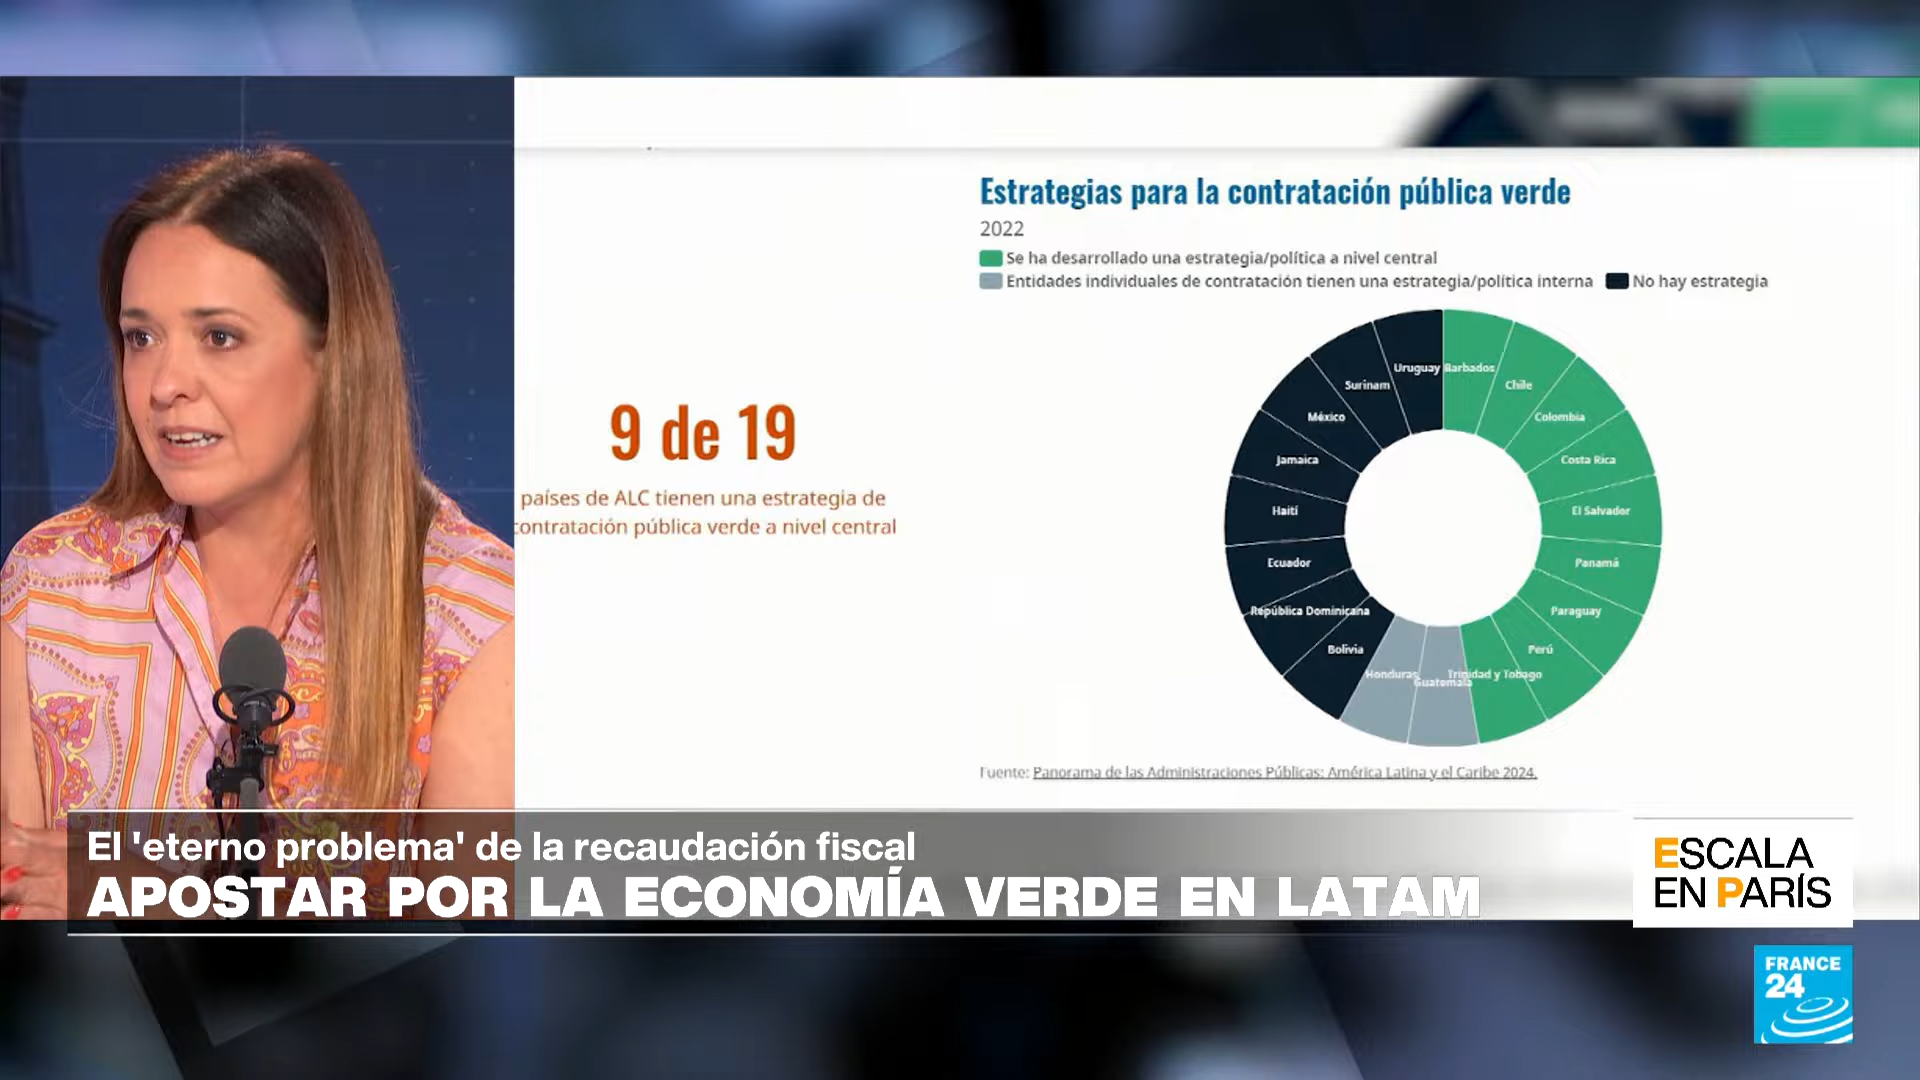 Estrategias para la contratación pública verde
2022
Se ha desarrollado una estrategia/política a nivel central
Entidades individuales de contratación tienen una estrategia/política interna
No hay estrategia
9 de 19
países de ALC tienen una estrategia de
contratación pública verde a nivel central
Uruguay
Barbados
Surinam
Chile
México
Colombia
Jamaica
Costa Rica
Haití
El Salvador
Ecuador
Panamá
República Dominicana
Paraguay
Bolivia
Perú
Honduras
Guatemala
Trinidad y Tobago
Fuente: Panorama de las Administraciones Públicas: América Latina y el Caribe 2024.
El 'eterno problema' de la recaudación fiscal
APOSTAR POR LA ECONOMÍA VERDE EN LATAM
ESCALA
EN PARÍS
FRANCE
24